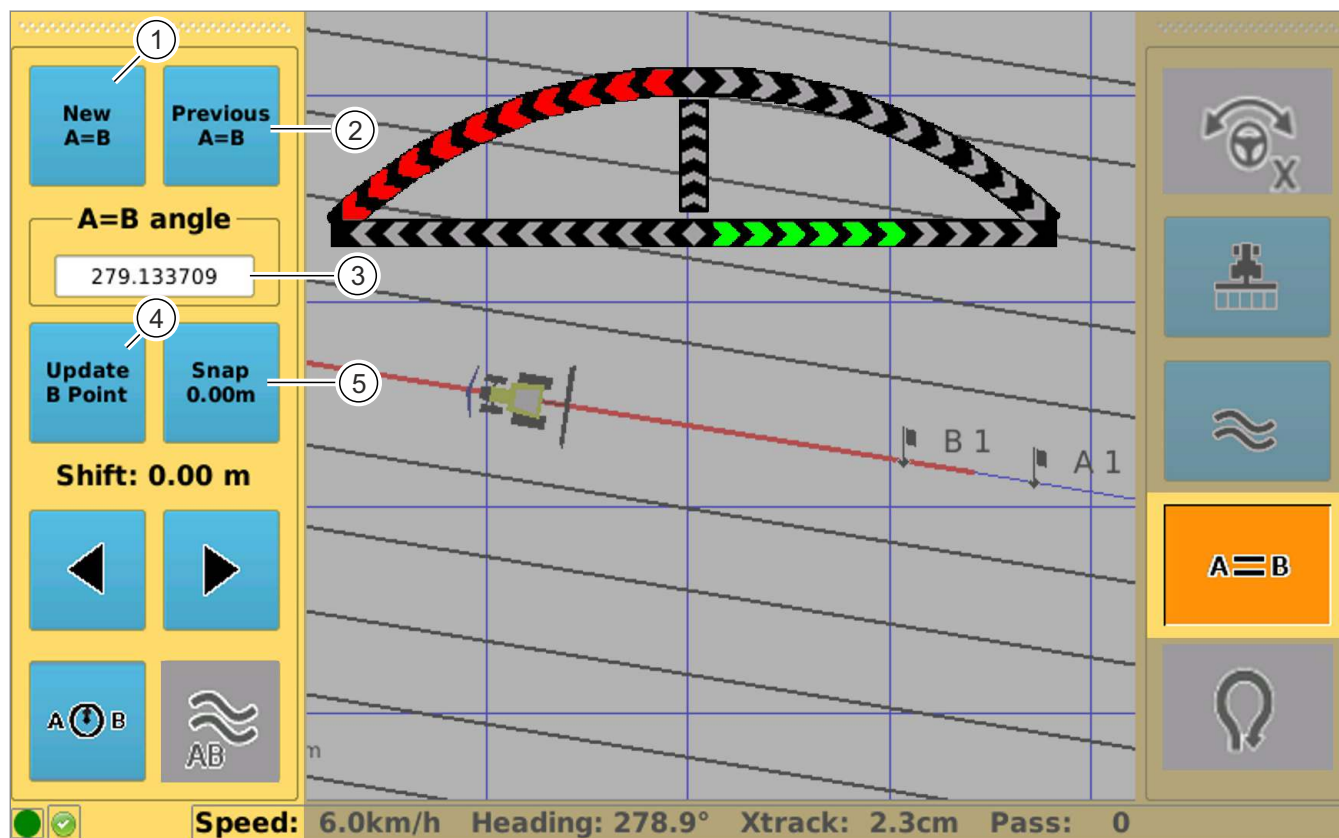 1
New
A=B
Previous
A=B
2
A=B angle
279.133709
3
4
Update
B Point
Snap
0.00m
5
Shift: 0.00 m
A B
AB
B 1
A 1
m
X
A B
Speed: 6.0km/h Heading: 278.9° Xtrack: 2.3cm Pass: 0